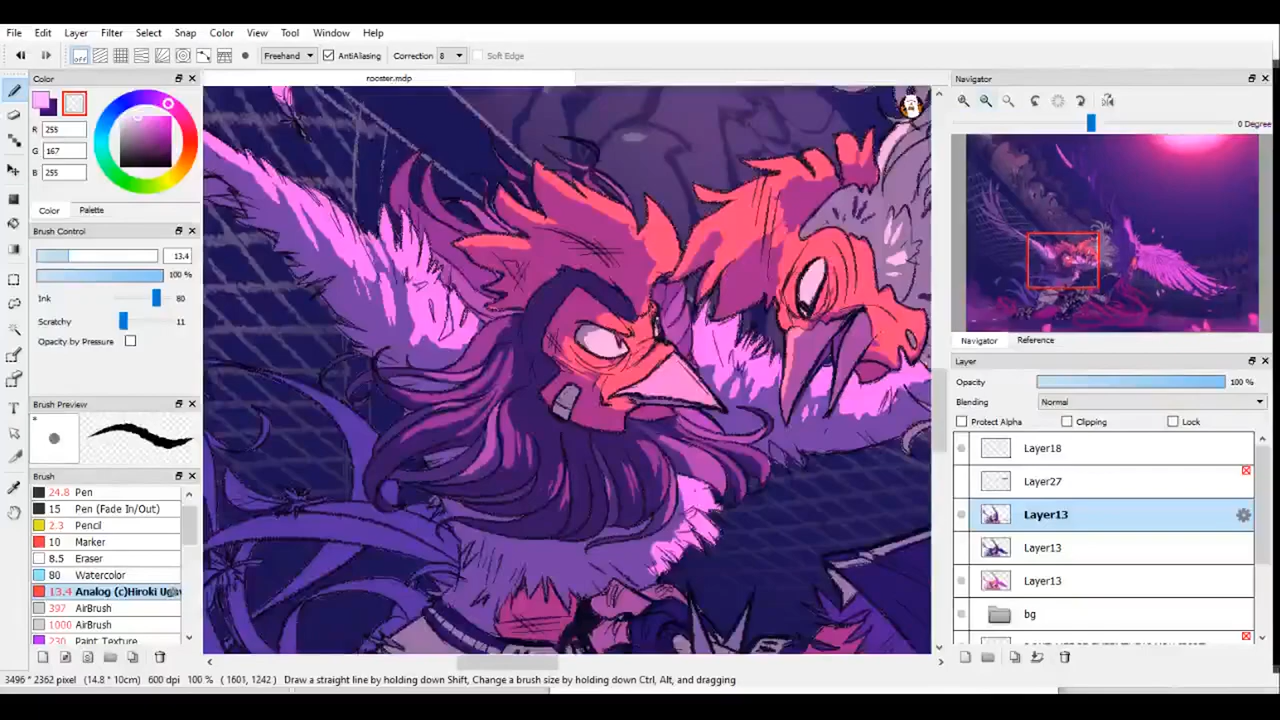 File Edit Layer Filter Select Snap Color View Tool Window Help
off Freehand AntiAliasing Correction 8 Soft Edge
Color
rooster.mdp
Navigator
R 255
G 167
B 255
0 Degree
Color Palette
Brush Control
13.4
100 %
Ink 80
Scratchy 11
Opacity by Pressure
Navigator Reference
Layer
Opacity 100 %
Blending Normal
Protect Alpha Clipping Lock
Brush Preview
Layer18
Layer27
Layer13
Layer13
Layer13
bg
Brush
24.8 Pen
15 Pen (Fade In/Out)
2.3 Pencil
10 Marker
8.5 Eraser
80 Watercolor
13.4 Analog (c)Hiroki
397 AirBrush
1000 AirBrush
230 Paint Texture
3496 * 2362 pixel (14.8 * 10cm) 600 dpi 100 % ( 1601, 1242 ) Draw a straight line by holding down Shift, Change a brush size by holding down Ctrl, Alt, and dragging